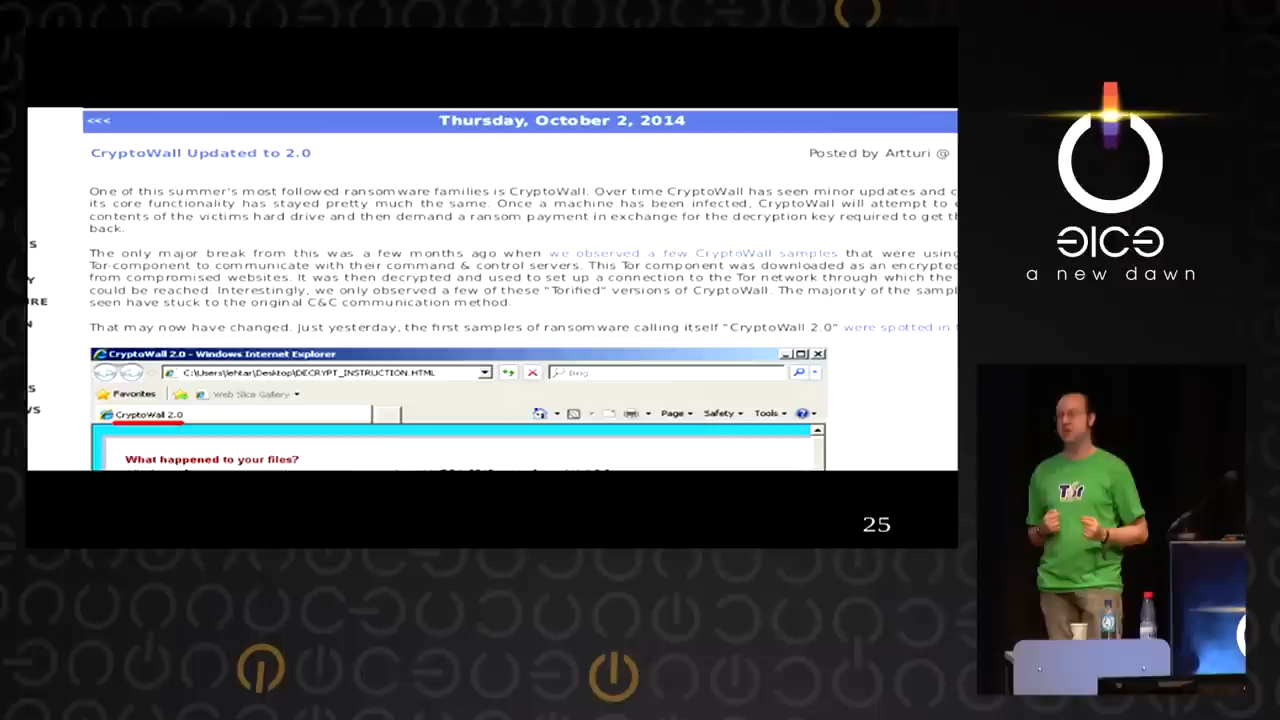 <<<
Thursday, October 2, 2014
CryptoWall Updated to 2.0
Posted by Artturi @
One of this summer's most followed ransomware families is CryptoWall. Over time CryptoWall has seen minor updates and c
its core functionality has stayed pretty much the same. Once a machine has been infected, CryptoWall will attempt to e
contents of the victims hard drive and then demand a ransom payment in exchange for the decryption key required to get th
back.
The only major break from this was a few months ago when we observed a few CryptoWall samples that were using
Tor-component to communicate with their command & control servers. This Tor component was downloaded as an encrypted
from compromised websites. It was then decrypted and used to set up a connection to the Tor network through which the
could be reached. Interestingly, we only observed a few of these "Torified" versions of CryptoWall. The majority of the sampl
seen have stuck to the original C&C communication method.
That may now have changed. Just yesterday, the first samples of ransomware calling itself "CryptoWall 2.0" were spotted in
S
Y
RE
N
S
WS
CryptoWall 2.0 - Windows Internet Explorer
C:\Users\lehtar\Desktop\DECRYPT_INSTRUCTION.HTML
Bing
Favorites
Web Slice Gallery
CryptoWall 2.0
Page
Safety
Tools
What happened to your files?
25
a new dawn
Tor